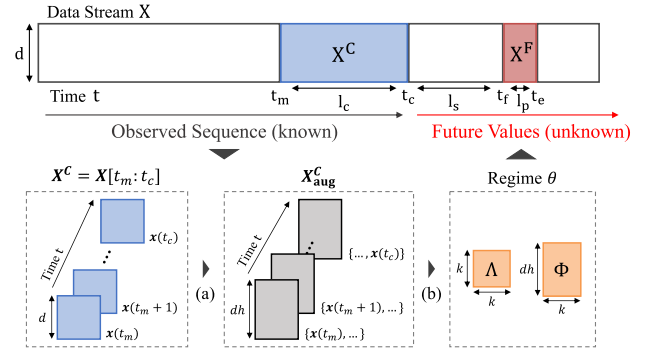 Data Stream X
d
X^C
X^F
t_m
t_c
t_f
t_e
Time t
l_c
l_s
l_p
Observed Sequence (known)
Future Values (unknown)
X^C = X[t_m: t_c]
X^C_aug
Regime θ
Time t
x(t_c)
⋰
x(t_m + 1)
d
x(t_m)
(a)
Time t
{…, x(t_c)}
⋰
{x(t_m + 1), …}
dh
{x(t_m), …}
(b)
k
Λ
k
dh
Φ
k